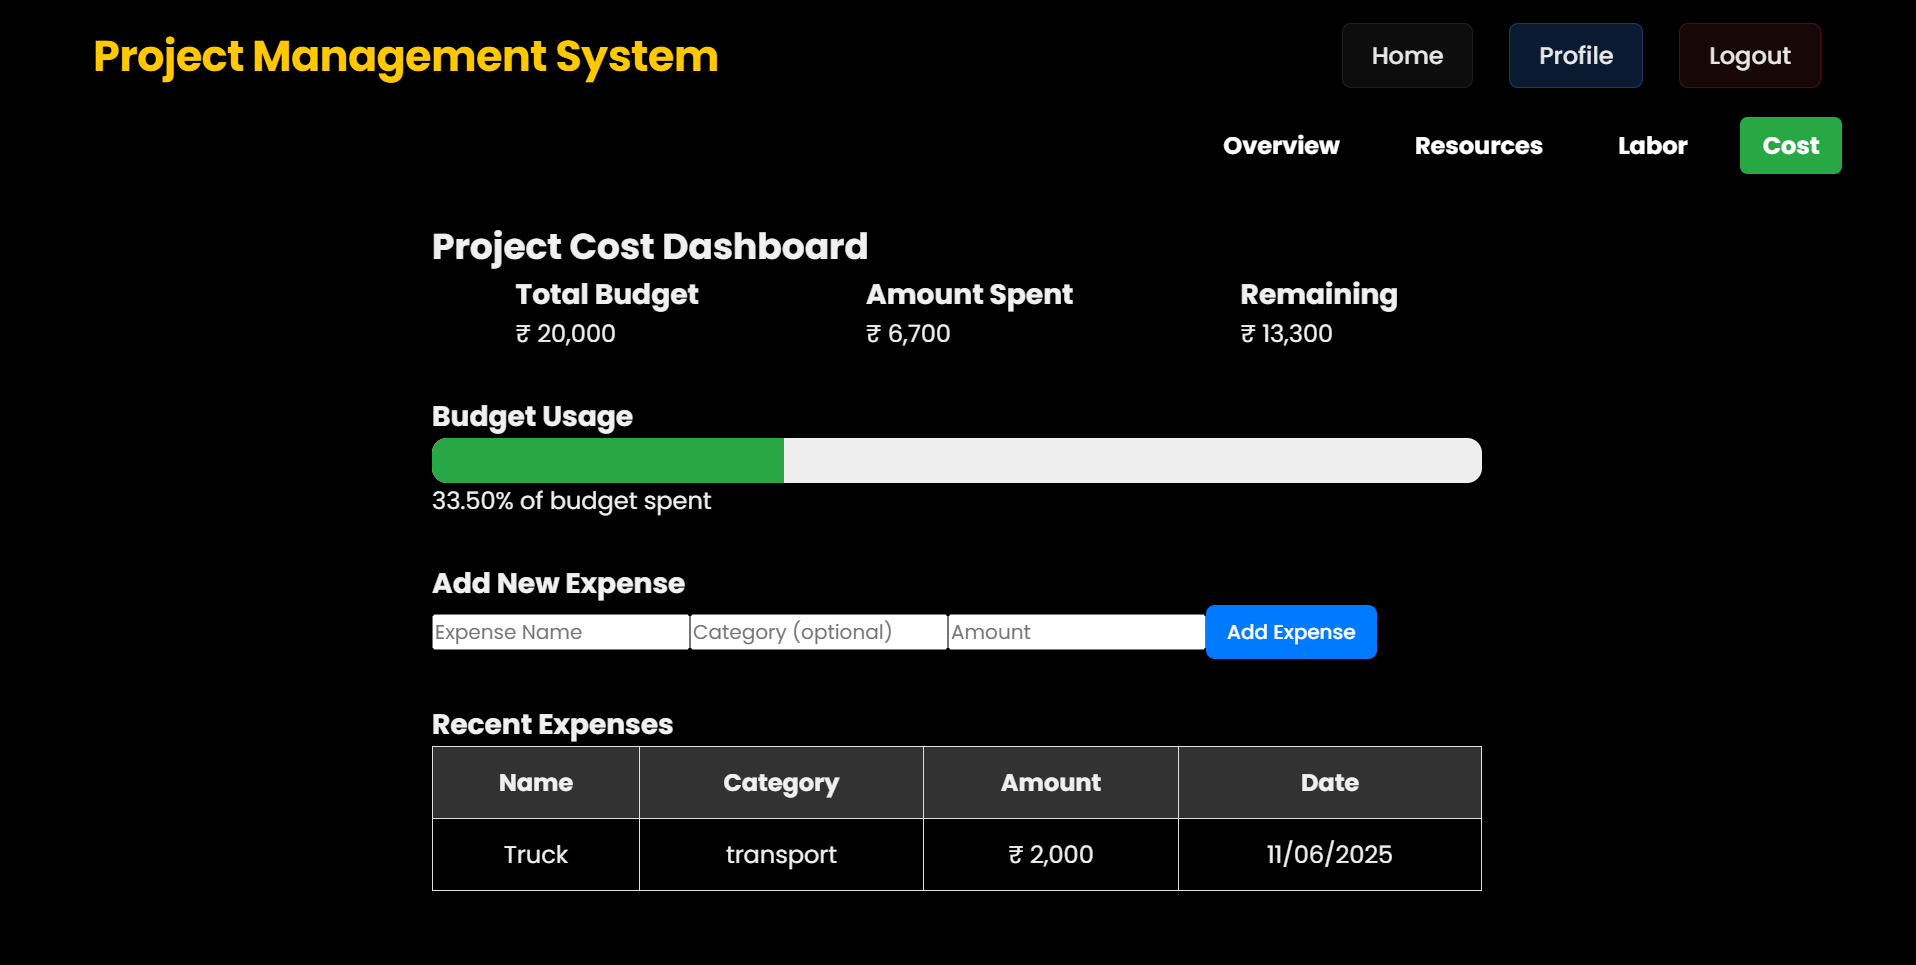 Project Management System
Home Profile Logout
Overview Resources Labor Cost
Project Cost Dashboard
Total Budget Amount Spent Remaining
₹ 20,000 ₹ 6,700 ₹ 13,300
Budget Usage
33.50% of budget spent
Add New Expense
Expense Name Category (optional) Amount Add Expense
Recent Expenses
Name Category Amount Date
Truck transport ₹ 2,000 11/06/2025